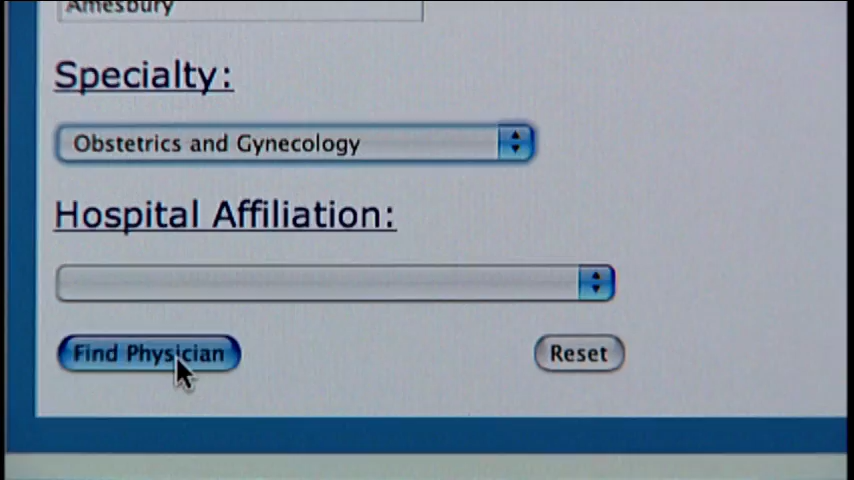 Amesbury
Specialty:
Obstetrics and Gynecology
Hospital Affiliation:
Find Physician
Reset